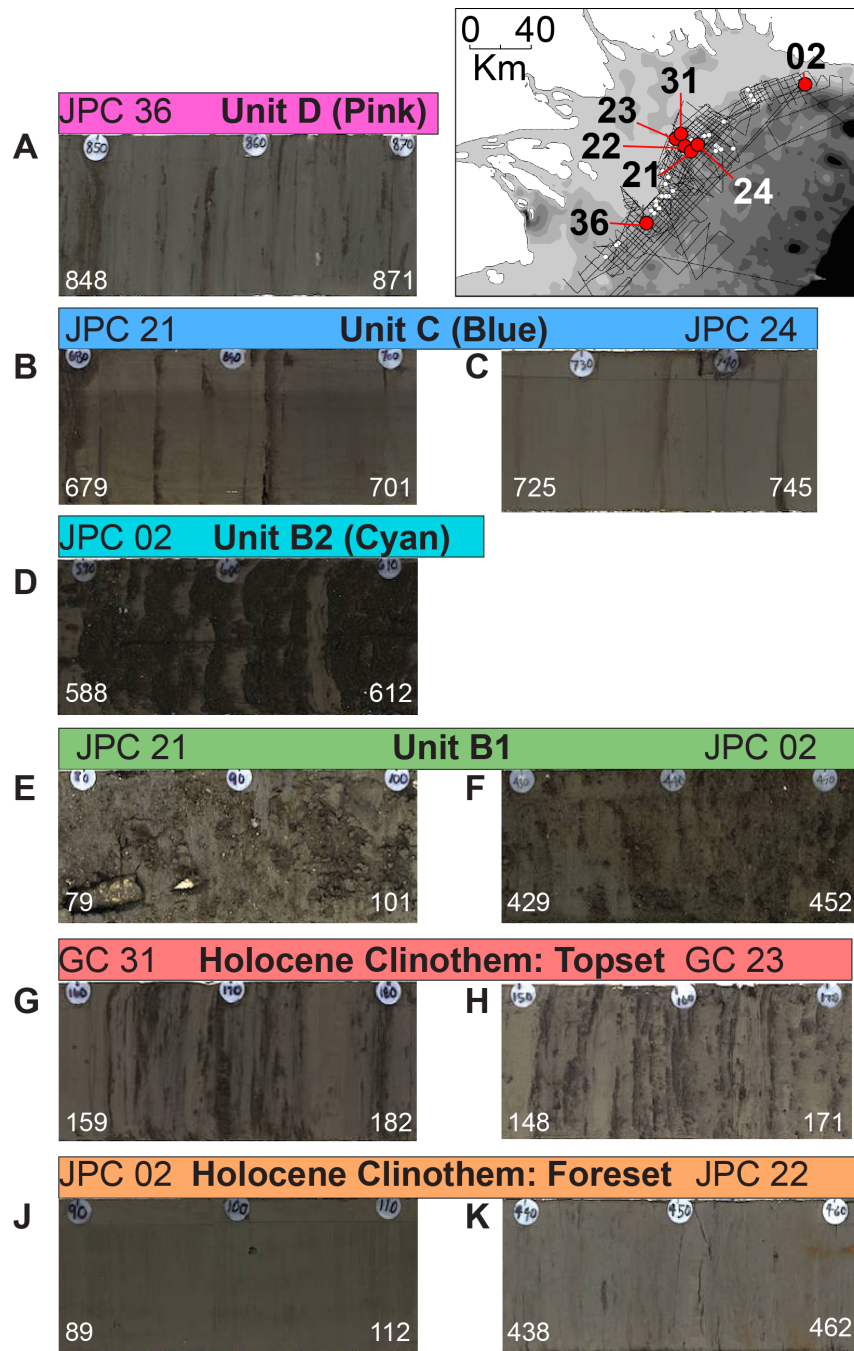 0 40
Km
02
31
23
22
21
24
36
JPC 36 Unit D (Pink)
A
850 860 870
848 871
JPC 21 Unit C (Blue) JPC 24
B
680 690 700
679 701
C
730 740
725 745
JPC 02 Unit B2 (Cyan)
D
590 600 610
588 612
JPC 21 Unit B1 JPC 02
E
80 90 100
79 101
F
430 440 450
429 452
GC 31 Holocene Clinothem: Topset GC 23
G
160 170 180
159 182
H
150 160 170
148 171
JPC 02 Holocene Clinothem: Foreset JPC 22
J
90 100 110
89 112
K
440 450 460
438 462